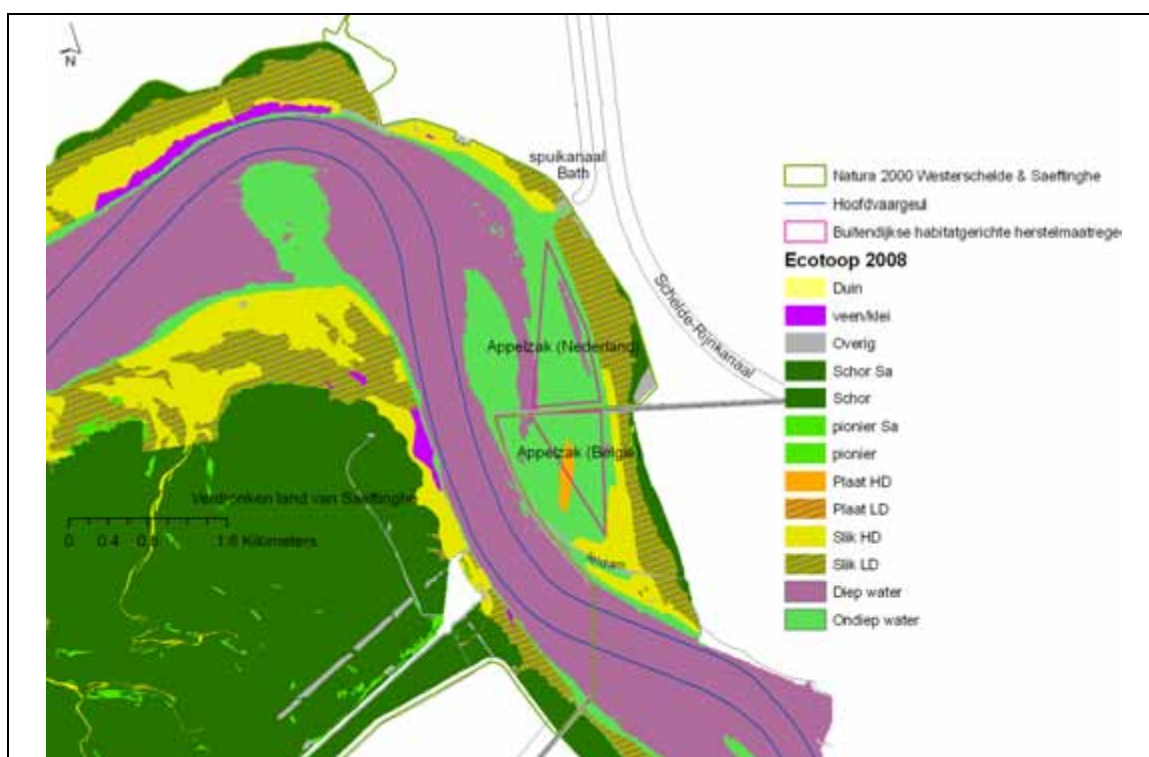 N
spuikanaal
Bath
Schelde-Rijnkanaal
Appelzak (Nederland)
Appelzak (België)
Verdronken land van Saeftinghe
0 0.4 0.8 1.6 Kilometers
Natura 2000 Westerschelde & Saeftinghe
Hoofdvaargeul
Buitendijkse habitatgerichte herstelmaatrege
Ecotoop 2008
Duin
veen/klei
Overig
Schor Sa
Schor
pionier Sa
pionier
Plaat HD
Plaat LD
Slik HD
Slik LD
Diep water
Ondiep water